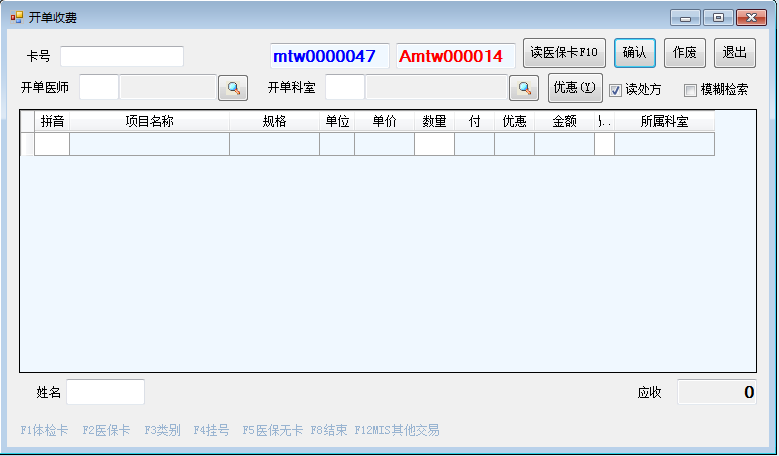 开单收费
卡号 mtw0000047 Amtw000014 读医保卡F10 确认 作废 退出
开单医师 开单科室 优惠(Y) 读处方 模糊检索
拼音 项目名称 规格 单位 单价 数量 付 优惠 金额 所属科室
姓名 应收 0
F1体检卡 F2医保卡 F3类别 F4挂号 F5医保无卡 F8结束 F12MIS其他交易